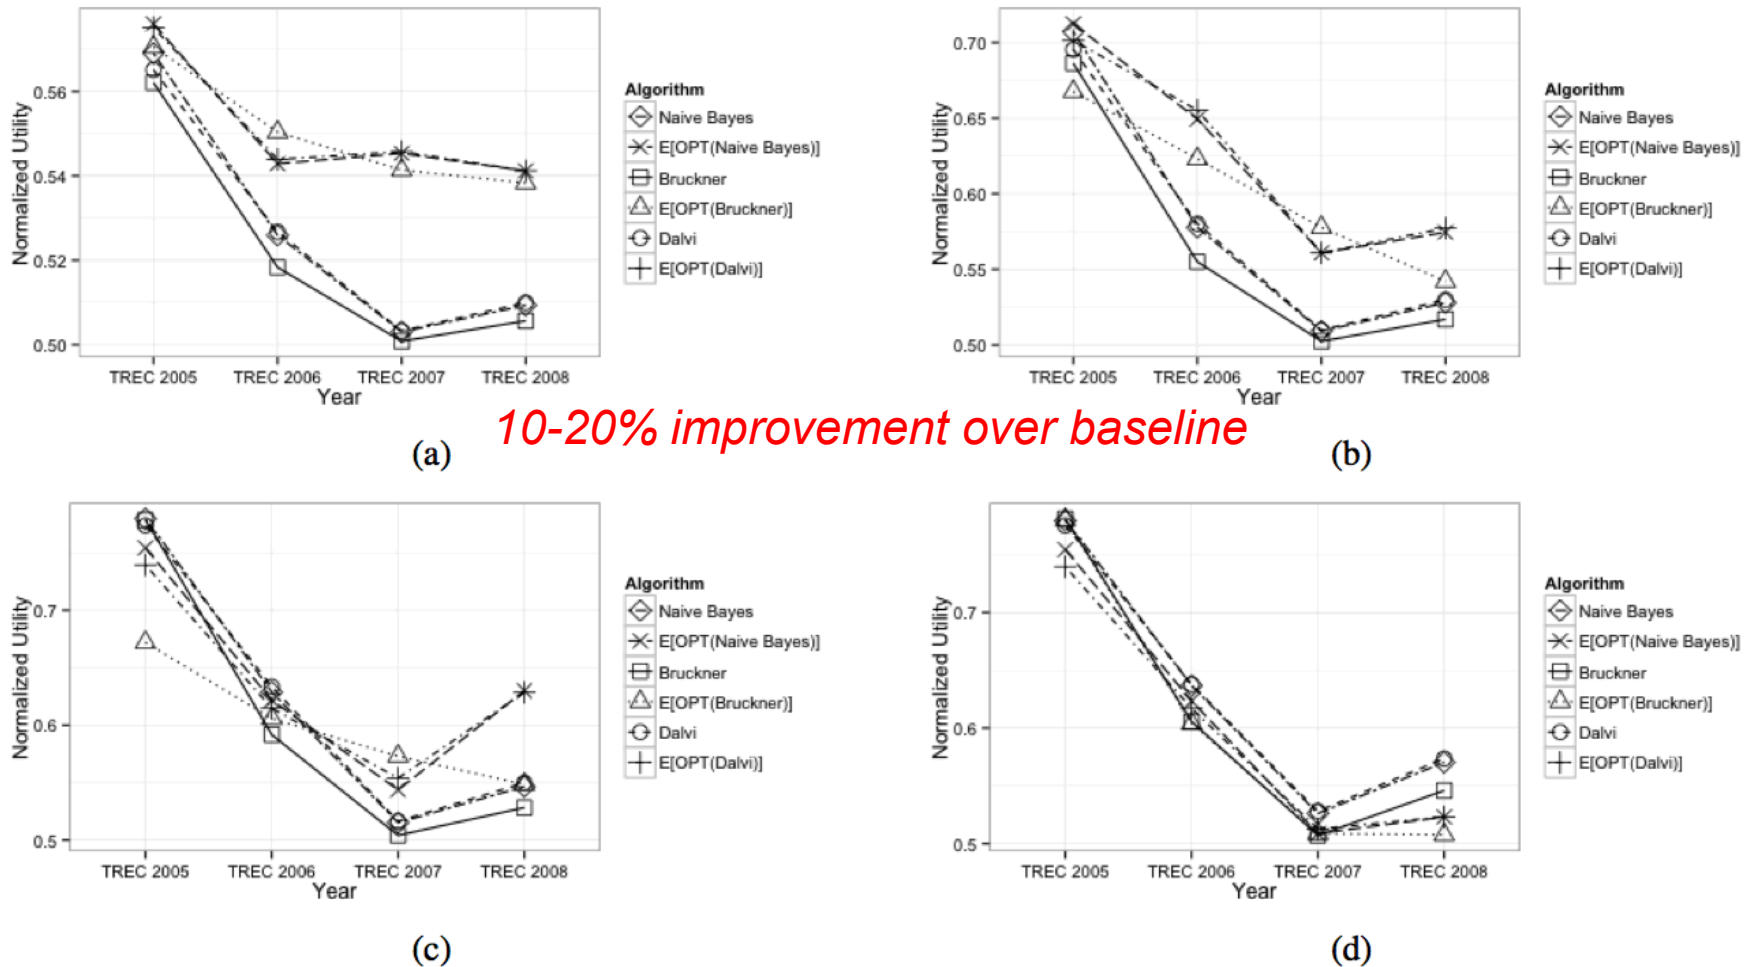 Normalized Utility
0.56
0.54
0.52
0.50
TREC 2005 TREC 2006 TREC 2007 TREC 2008
Year
Algorithm
Naive Bayes
E[OPT(Naive Bayes)]
Bruckner
E[OPT(Bruckner)]
Dalvi
E[OPT(Dalvi)]
(a)
Normalized Utility
0.70
0.65
0.60
0.55
0.50
TREC 2005 TREC 2006 TREC 2007 TREC 2008
Year
Algorithm
Naive Bayes
E[OPT(Naive Bayes)]
Bruckner
E[OPT(Bruckner)]
Dalvi
E[OPT(Dalvi)]
(b)
10-20% improvement over baseline
Normalized Utility
0.7
0.6
0.5
TREC 2005 TREC 2006 TREC 2007 TREC 2008
Year
Algorithm
Naive Bayes
E[OPT(Naive Bayes)]
Bruckner
E[OPT(Bruckner)]
Dalvi
E[OPT(Dalvi)]
(c)
Normalized Utility
0.7
0.6
0.5
TREC 2005 TREC 2006 TREC 2007 TREC 2008
Year
Algorithm
Naive Bayes
E[OPT(Naive Bayes)]
Bruckner
E[OPT(Bruckner)]
Dalvi
E[OPT(Dalvi)]
(d)